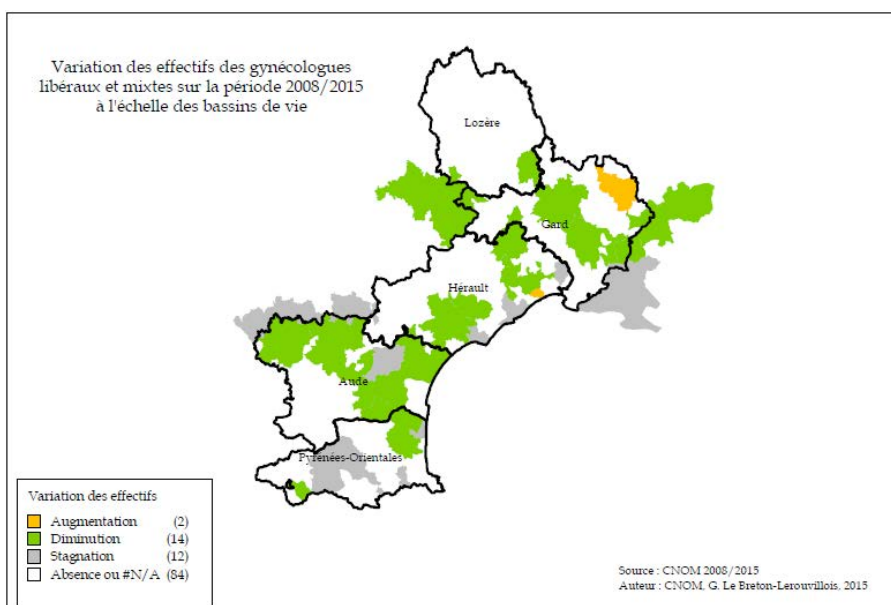 Variation des effectifs des gynécologues
libéraux et mixtes sur la période 2008/2015
à l'échelle des bassins de vie
Lozère
Gard
Hérault
Aude
Pyrénées-Orientales
Variation des effectifs
Augmentation (2)
Diminution (14)
Stagnation (12)
Absence ou #N/A (84)
Source : CNOM 2008/2015
Auteur : CNOM, G. Le Breton-Lerouvillois, 2015